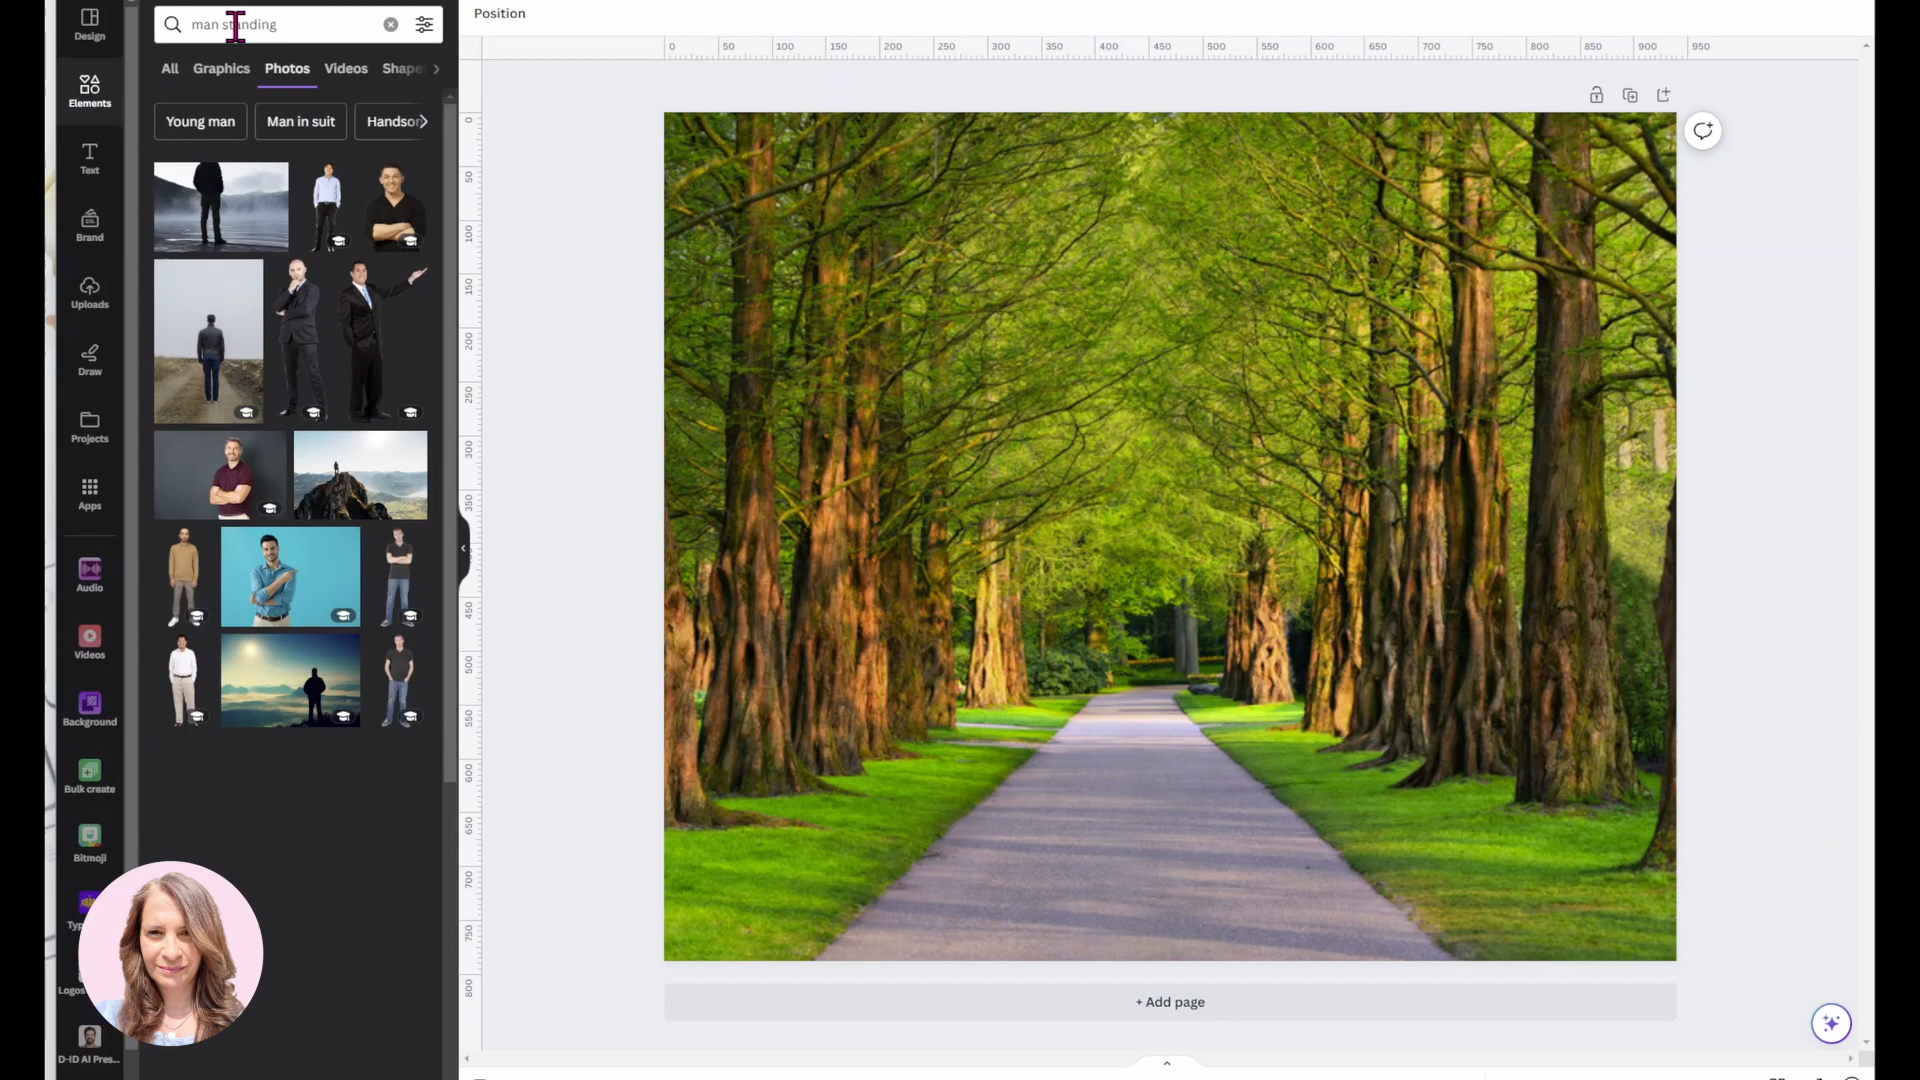 Position
man standing
All
Graphics
Photos
Videos
Shape
Young man
Man in suit
Handsor
Design
Elements
Text
CO.
Brand
Uploads
Draw
Projects
Apps
Audio
Videos
Background
Bulk create
Bitmoji
Typ
Logos
D-ID AI Pres...
0 50 100 150 200 250 300 350 400 450 500 550 600 650 700 750 800 850 900 950
0
50
100
150
200
250
300
350
400
450
500
550
600
650
700
750
800
+ Add page